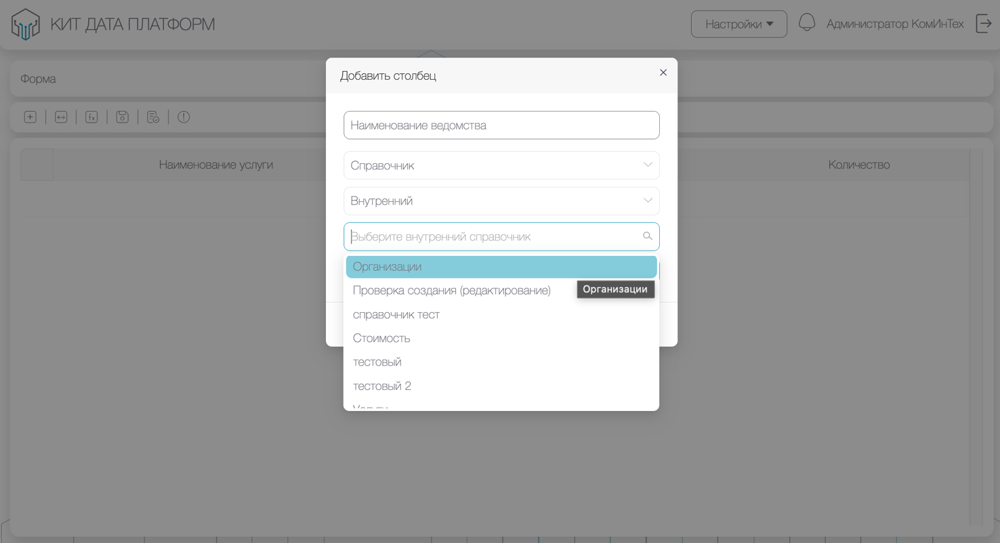 КИТ ДАТА ПЛАТФОРМ
Настройки
Администратор КомИнТех
Форма
Добавить столбец
Наименование ведомства
Справочник
Внутренний
Выберите внутренний справочник
Наименование услуги
Количество
Организации
Организации
Проверка создания (редактирование)
справочник тест
Стоимость
тестовый
тестовый 2